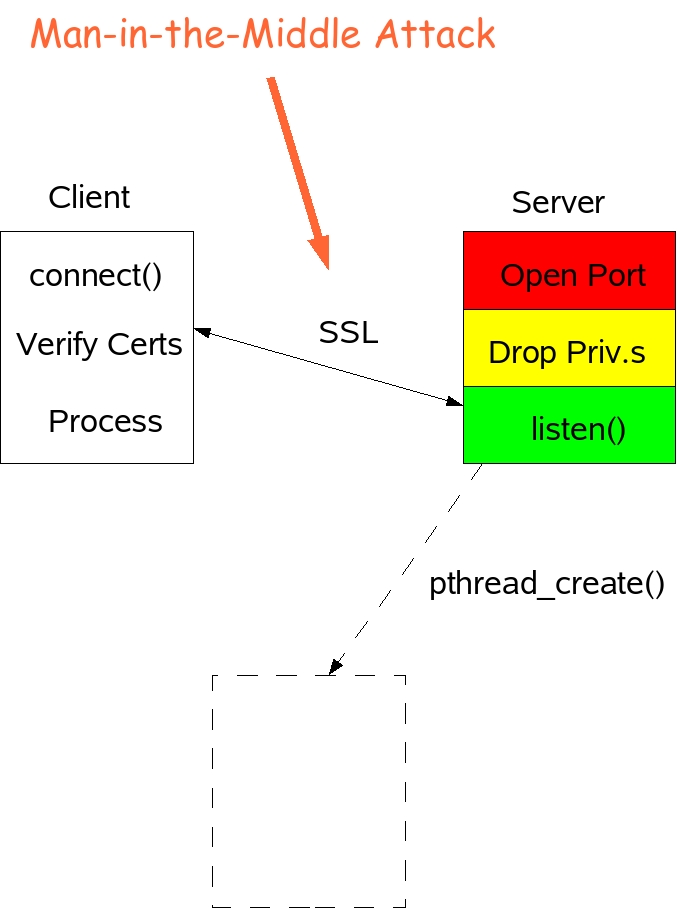 Man-in-the-Middle Attack
Client
Server
connect()
Verify Certs
Process
SSL
Open Port
Drop Priv.s
listen()
pthread_create()